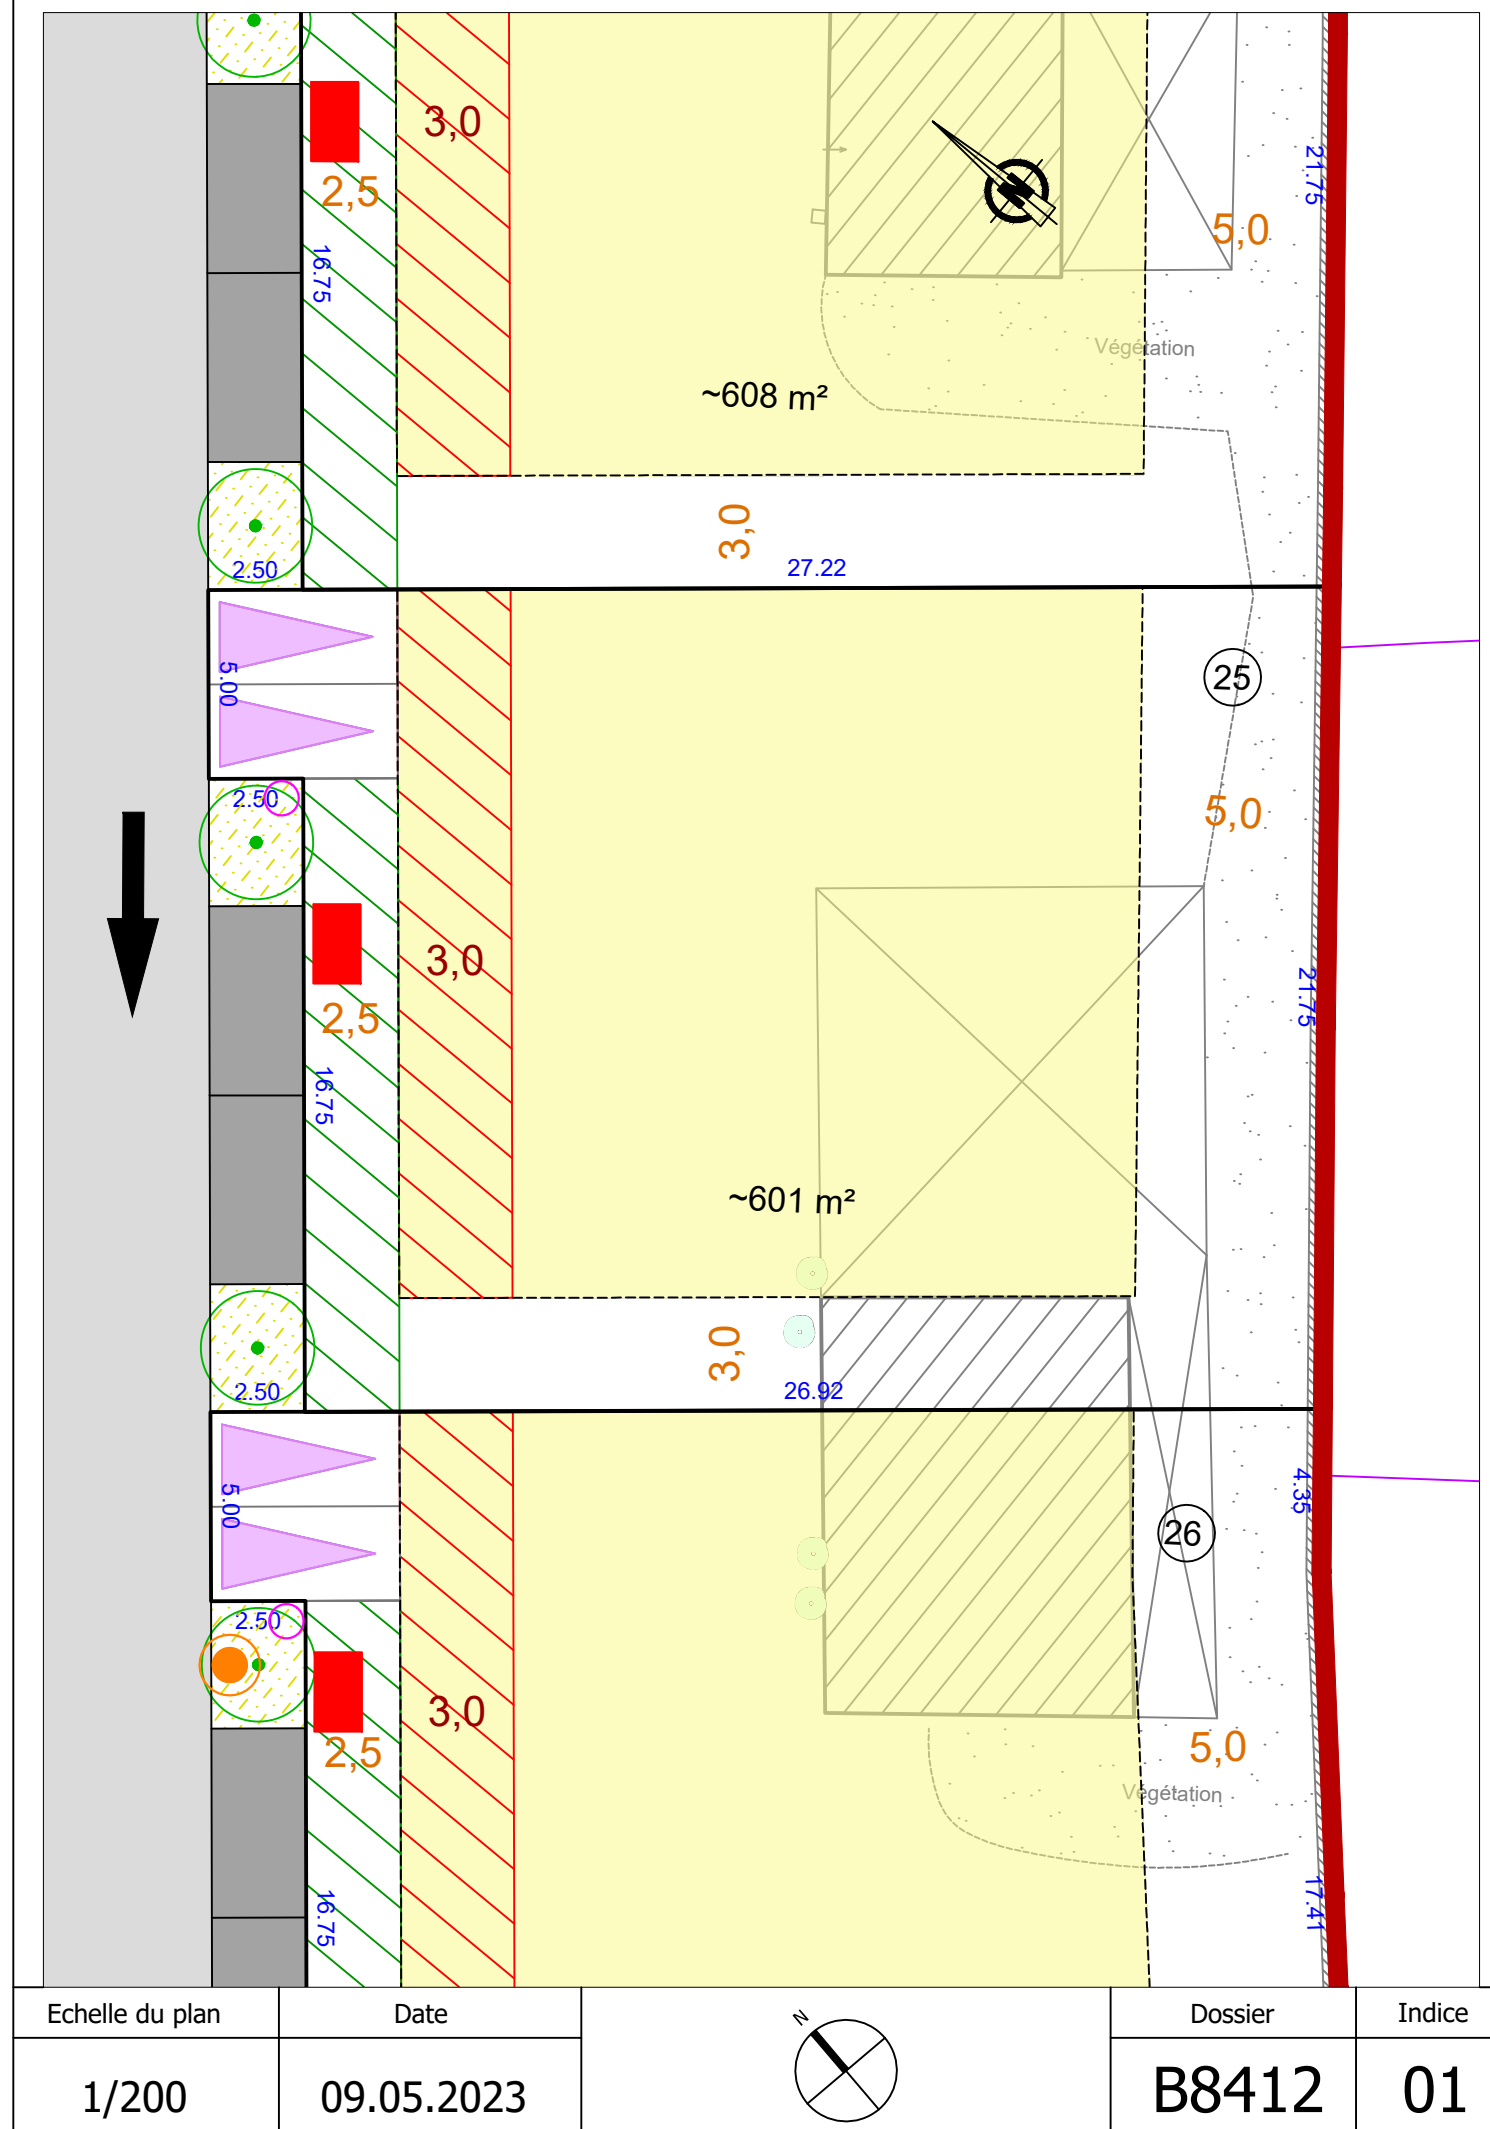 3,0
21.75
2,5
N
5,0
16.75
Végétation
~608 m²
3,0
2.50
27.22
5.00
25
2.50
5,0
3,0
21.75
2,5
16.75
~601 m²
3,0
2.50
26.92
5.00
4.35
26
2.50
3,0
2,5
5,0
Végétation
16.75
17.41
Echelle du plan
Date
N
Dossier
Indice
1/200
09.05.2023
B8412
01